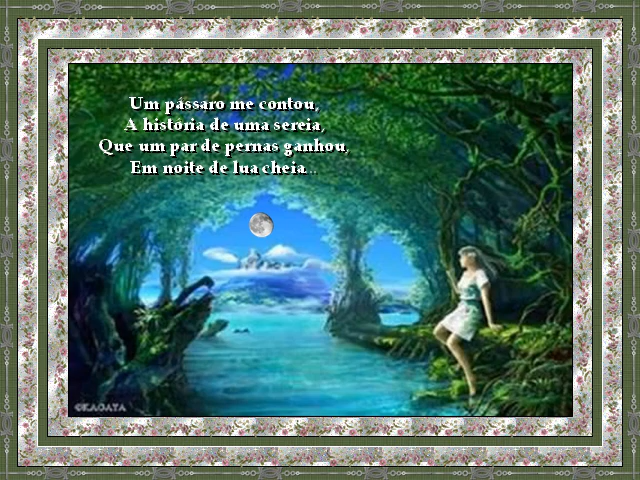 Um pássaro me contou,
A história de uma sereia,
Que um par de pernas ganhou,
Em noite de lua cheia...
©KAGAYA